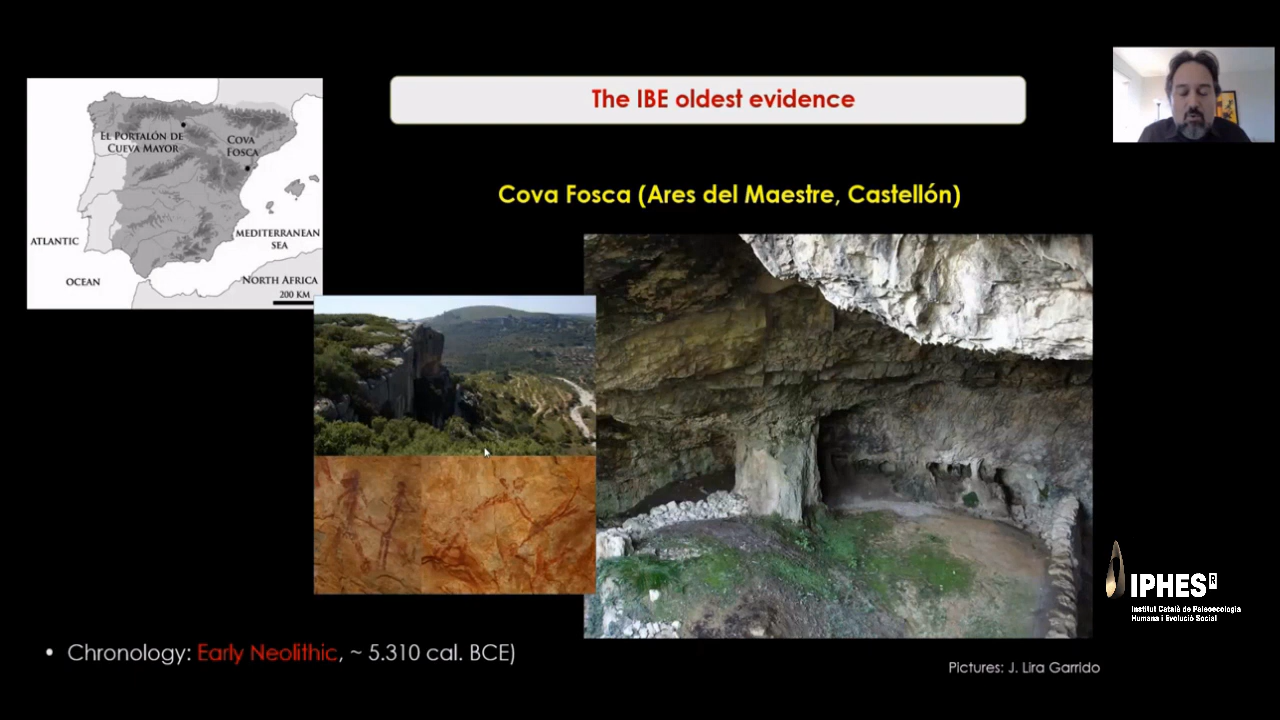 The IBE oldest evidence
EL PORTALÓN DE
CUEVA MAYOR
COVA
FOSCA
Cova Fosca (Ares del Maestre, Castellón)
ATLANTIC
OCEAN
MEDITERRANEAN
SEA
NORTH AFRICA
200 KM
IPHESR
Institut Català de Paleoecologia
Humana i Evolució Social
• Chronology: Early Neolithic, ~ 5.310 cal. BCE)
Pictures: J. Lira Garrido